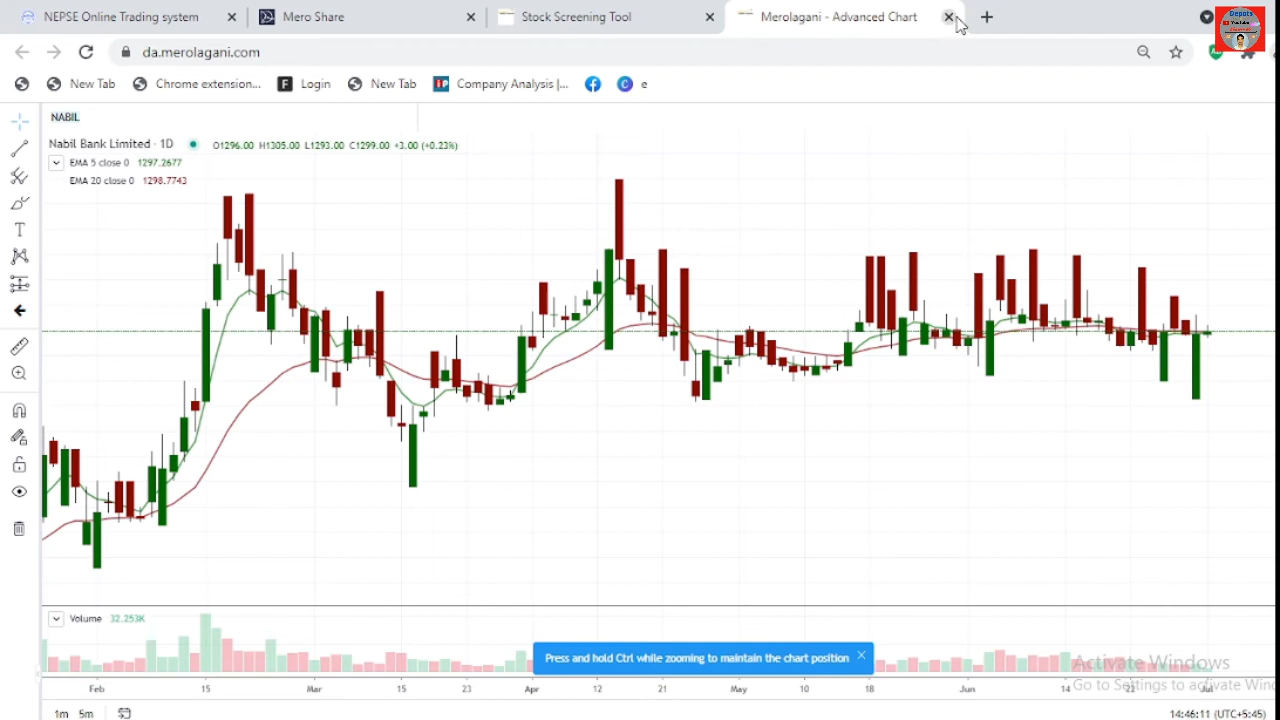 NEPSE Online Trading system
Mero Share
Stock Screening Tool
Merolagani - Advanced Chart
Depots
YouTube
da.merolagani.com
New Tab
Chrome extension...
Login
New Tab
Company Analysis |...
e
NABIL
Nabil Bank Limited · 1D O1296.00 H1305.00 L1293.00 C1299.00 +3.00 (+0.23%)
EMA 5 close 0 1297.2677
EMA 20 close 0 1298.7743
Volume 32.253K
Press and hold Ctrl while zooming to maintain the chart position
Activate Windows
Go to Settings to activate Win
Feb 15 Mar 15 23 Apr 12 21 May 10 18 Jun 14 22 Jul
1m 5m
14:46:11 (UTC+5:45)